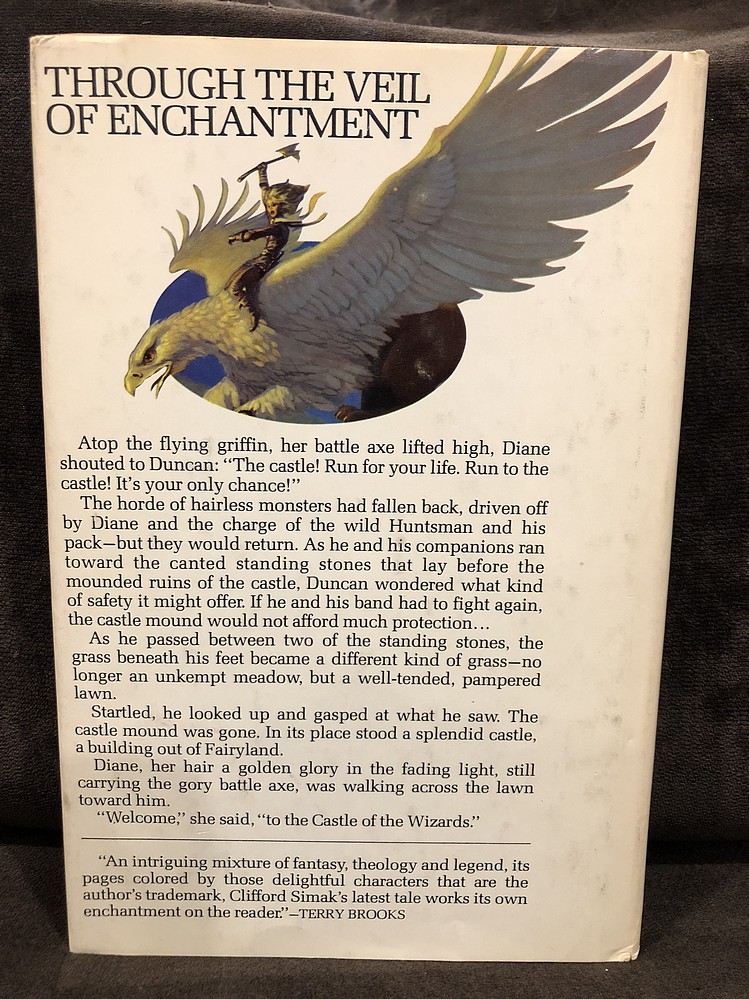 THROUGH THE VEIL
OF ENCHANTMENT
Atop the flying griffin, her battle axe lifted high, Diane
shouted to Duncan: “The castle! Run for your life. Run to the
castle! It’s your only chance!”
The horde of hairless monsters had fallen back, driven off
by Diane and the charge of the wild Huntsman and his
pack—but they would return. As he and his companions ran
toward the canted standing stones that lay before the
mounded ruins of the castle, Duncan wondered what kind
of safety it might offer. If he and his band had to fight again,
the castle mound would not afford much protection...
As he passed between two of the standing stones, the
grass beneath his feet became a different kind of grass—no
longer an unkempt meadow, but a well-tended, pampered
lawn.
Startled, he looked up and gasped at what he saw. The
castle mound was gone. In its place stood a splendid castle,
a building out of Fairyland.
Diane, her hair a golden glory in the fading light, still
carrying the gory battle axe, was walking across the lawn
toward him.
“Welcome,” she said, “to the Castle of the Wizards.”
“An intriguing mixture of fantasy, theology and legend, its
pages colored by those delightful characters that are the
author’s trademark, Clifford Simak’s latest tale works its own
enchantment on the reader.”—TERRY BROOKS